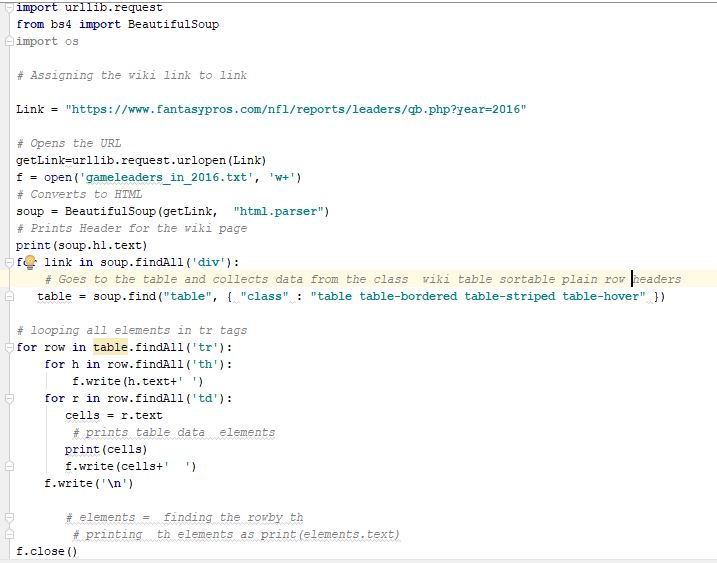 import urllib.request
from bs4 import BeautifulSoup
import os
# Assigning the wiki link to link
Link = "https://www.fantasypros.com/nfl/reports/leaders/qb.php?year=2016"
# Opens the URL
getLink=urllib.request.urlopen(Link)
f = open('gameleaders_in_2016.txt', 'w+')
# Converts to HTML
soup = BeautifulSoup(getLink,  "html.parser")
# Prints Header for the wiki page
print(soup.h1.text)
for link in soup.findAll('div'):
    # Goes to the table and collects data from the class  wiki table sortable plain row headers
   table = soup.find("table", { "class" : "table table-bordered table-striped table-hover" })
# looping all elements in tr tags
for row in table.findAll('tr'):
    for h in row.findAll('th'):
        f.write(h.text+' ')
    for r in row.findAll('td'):
       cells = r.text
        # prints table data  elements
       print(cells)
       f.write(cells+'  ')
    f.write('\n')
       # elements =  finding the rowby th
        # printing  th elements as print(elements.text)
f.close()